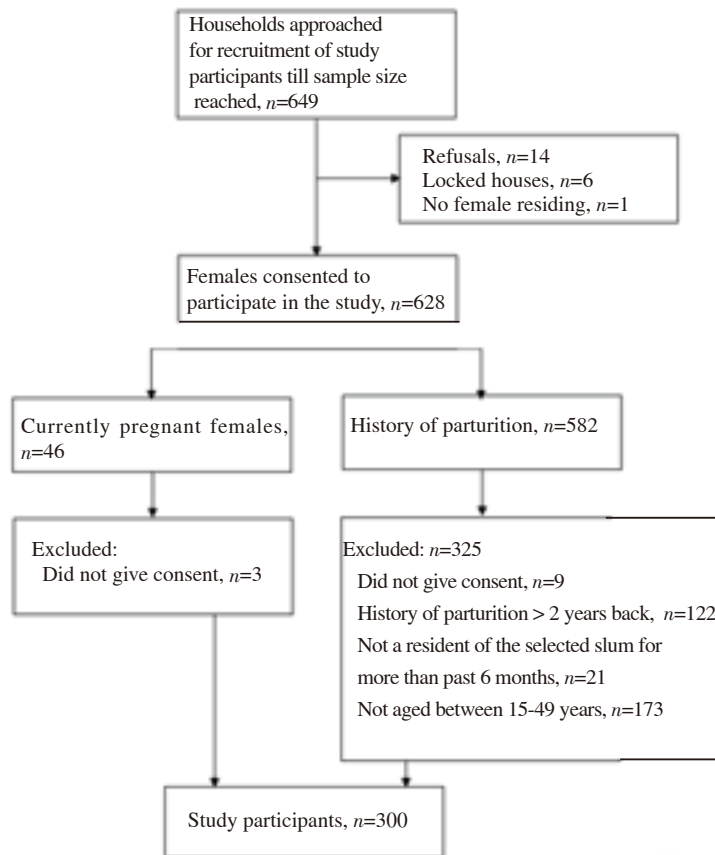 Households approached
for recruitment of study
participants till sample size
reached, n=649
Refusals, n=14
Locked houses, n=6
No female residing, n=1
Females consented to
participate in the study, n=628
Currently pregnant females,
n=46
History of parturition, n=582
Excluded:
Did not give consent, n=3
Excluded: n=325
Did not give consent, n=9
History of parturition > 2 years back, n=122
Not a resident of the selected slum for
more than past 6 months, n=21
Not aged between 15-49 years, n=173
Study participants, n=300